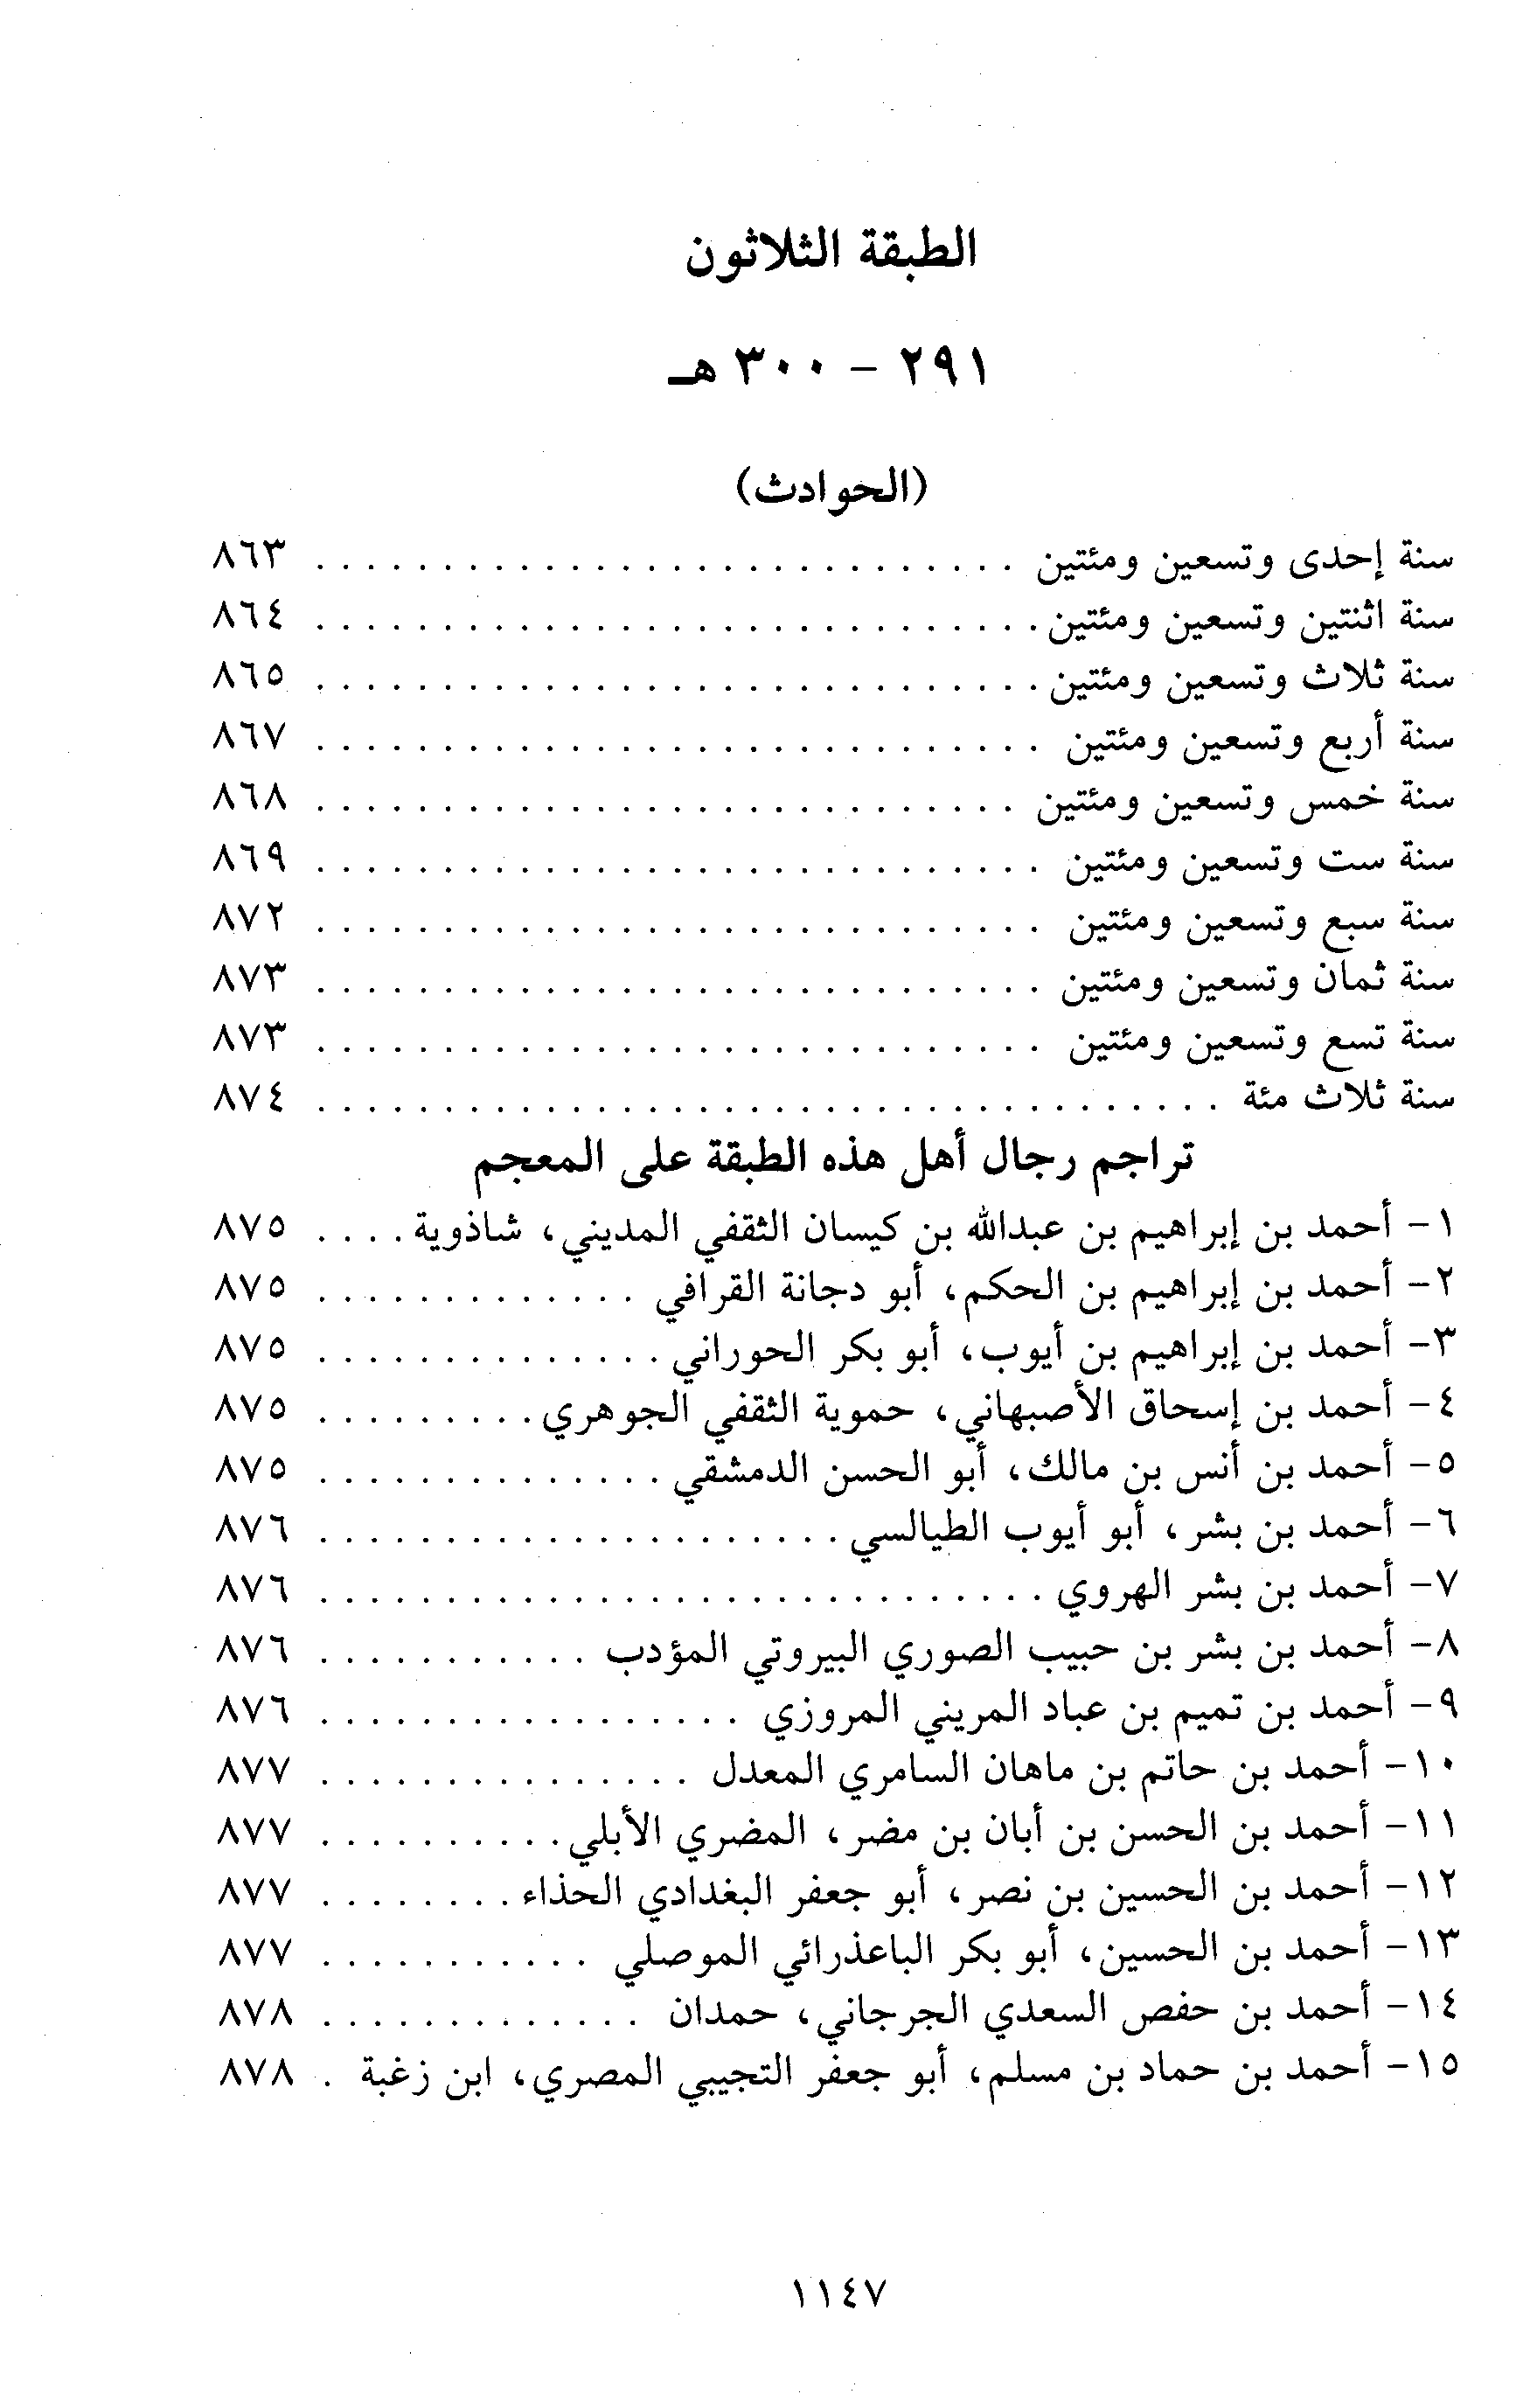 الطبقة الثلاثون
٢٩١ - ٣٠٠ هـ
(الحوادث)
سنة إحدى وتسعين ومئتين . . . . . . . . . . . . . . . . . . . . . . . . . . . . ٨٦٣
سنة اثنتين وتسعين ومئتين . . . . . . . . . . . . . . . . . . . . . . . . . . . . . ٨٦٤
سنة ثلاث وتسعين ومئتين . . . . . . . . . . . . . . . . . . . . . . . . . . . . . ٨٦٥
سنة أربع وتسعين ومئتين . . . . . . . . . . . . . . . . . . . . . . . . . . . . . ٨٦٧
سنة خمس وتسعين ومئتين . . . . . . . . . . . . . . . . . . . . . . . . . . . . ٨٦٨
سنة ست وتسعين ومئتين . . . . . . . . . . . . . . . . . . . . . . . . . . . . . ٨٦٩
سنة سبع وتسعين ومئتين . . . . . . . . . . . . . . . . . . . . . . . . . . . . . ٨٧٢
سنة ثمان وتسعين ومئتين . . . . . . . . . . . . . . . . . . . . . . . . . . . . . ٨٧٣
سنة تسع وتسعين ومئتين . . . . . . . . . . . . . . . . . . . . . . . . . . . . . ٨٧٣
سنة ثلاث مئة . . . . . . . . . . . . . . . . . . . . . . . . . . . . . . . . . . . . ٨٧٤
تراجم رجال أهل هذه الطبقة على المعجم
١- أحمد بن إبراهيم بن عبدالله بن كيسان الثقفي المديني، شاذوية . . . . ٨٧٥
٢- أحمد بن إبراهيم بن الحكم، أبو دجانة القرافي . . . . . . . . . . . . . ٨٧٥
٣- أحمد بن إبراهيم بن أيوب، أبو بكر الحوراني . . . . . . . . . . . . . . ٨٧٥
٤- أحمد بن إسحاق الأصبهاني، حموية الثقفي الجوهري . . . . . . . . . ٨٧٥
٥- أحمد بن أنس بن مالك، أبو الحسن الدمشقي . . . . . . . . . . . . . . ٨٧٥
٦- أحمد بن بشر، أبو أيوب الطيالسي . . . . . . . . . . . . . . . . . . . . . ٨٧٦
٧- أحمد بن بشر الهروي . . . . . . . . . . . . . . . . . . . . . . . . . . . . . ٨٧٦
٨- أحمد بن بشر بن حبيب الصوري البيروتي المؤدب . . . . . . . . . . . ٨٧٦
٩- أحمد بن تميم بن عباد المريني المروزي . . . . . . . . . . . . . . . . . ٨٧٦
١٠- أحمد بن حاتم بن ماهان السامري المعدل . . . . . . . . . . . . . . . ٨٧٧
١١- أحمد بن الحسن بن أبان بن مضر، المضري الأبلي . . . . . . . . . . ٨٧٧
١٢- أحمد بن الحسين بن نصر، أبو جعفر البغدادي الحذاء . . . . . . . . ٨٧٧
١٣- أحمد بن الحسين، أبو بكر الباعذرائي الموصلي . . . . . . . . . . . ٨٧٧
١٤- أحمد بن حفص السعدي الجرجاني، حمدان . . . . . . . . . . . . . ٨٧٨
١٥- أحمد بن حماد بن مسلم، أبو جعفر التجيبي المصري، ابن زغبة . ٨٧٨
١١٤٧